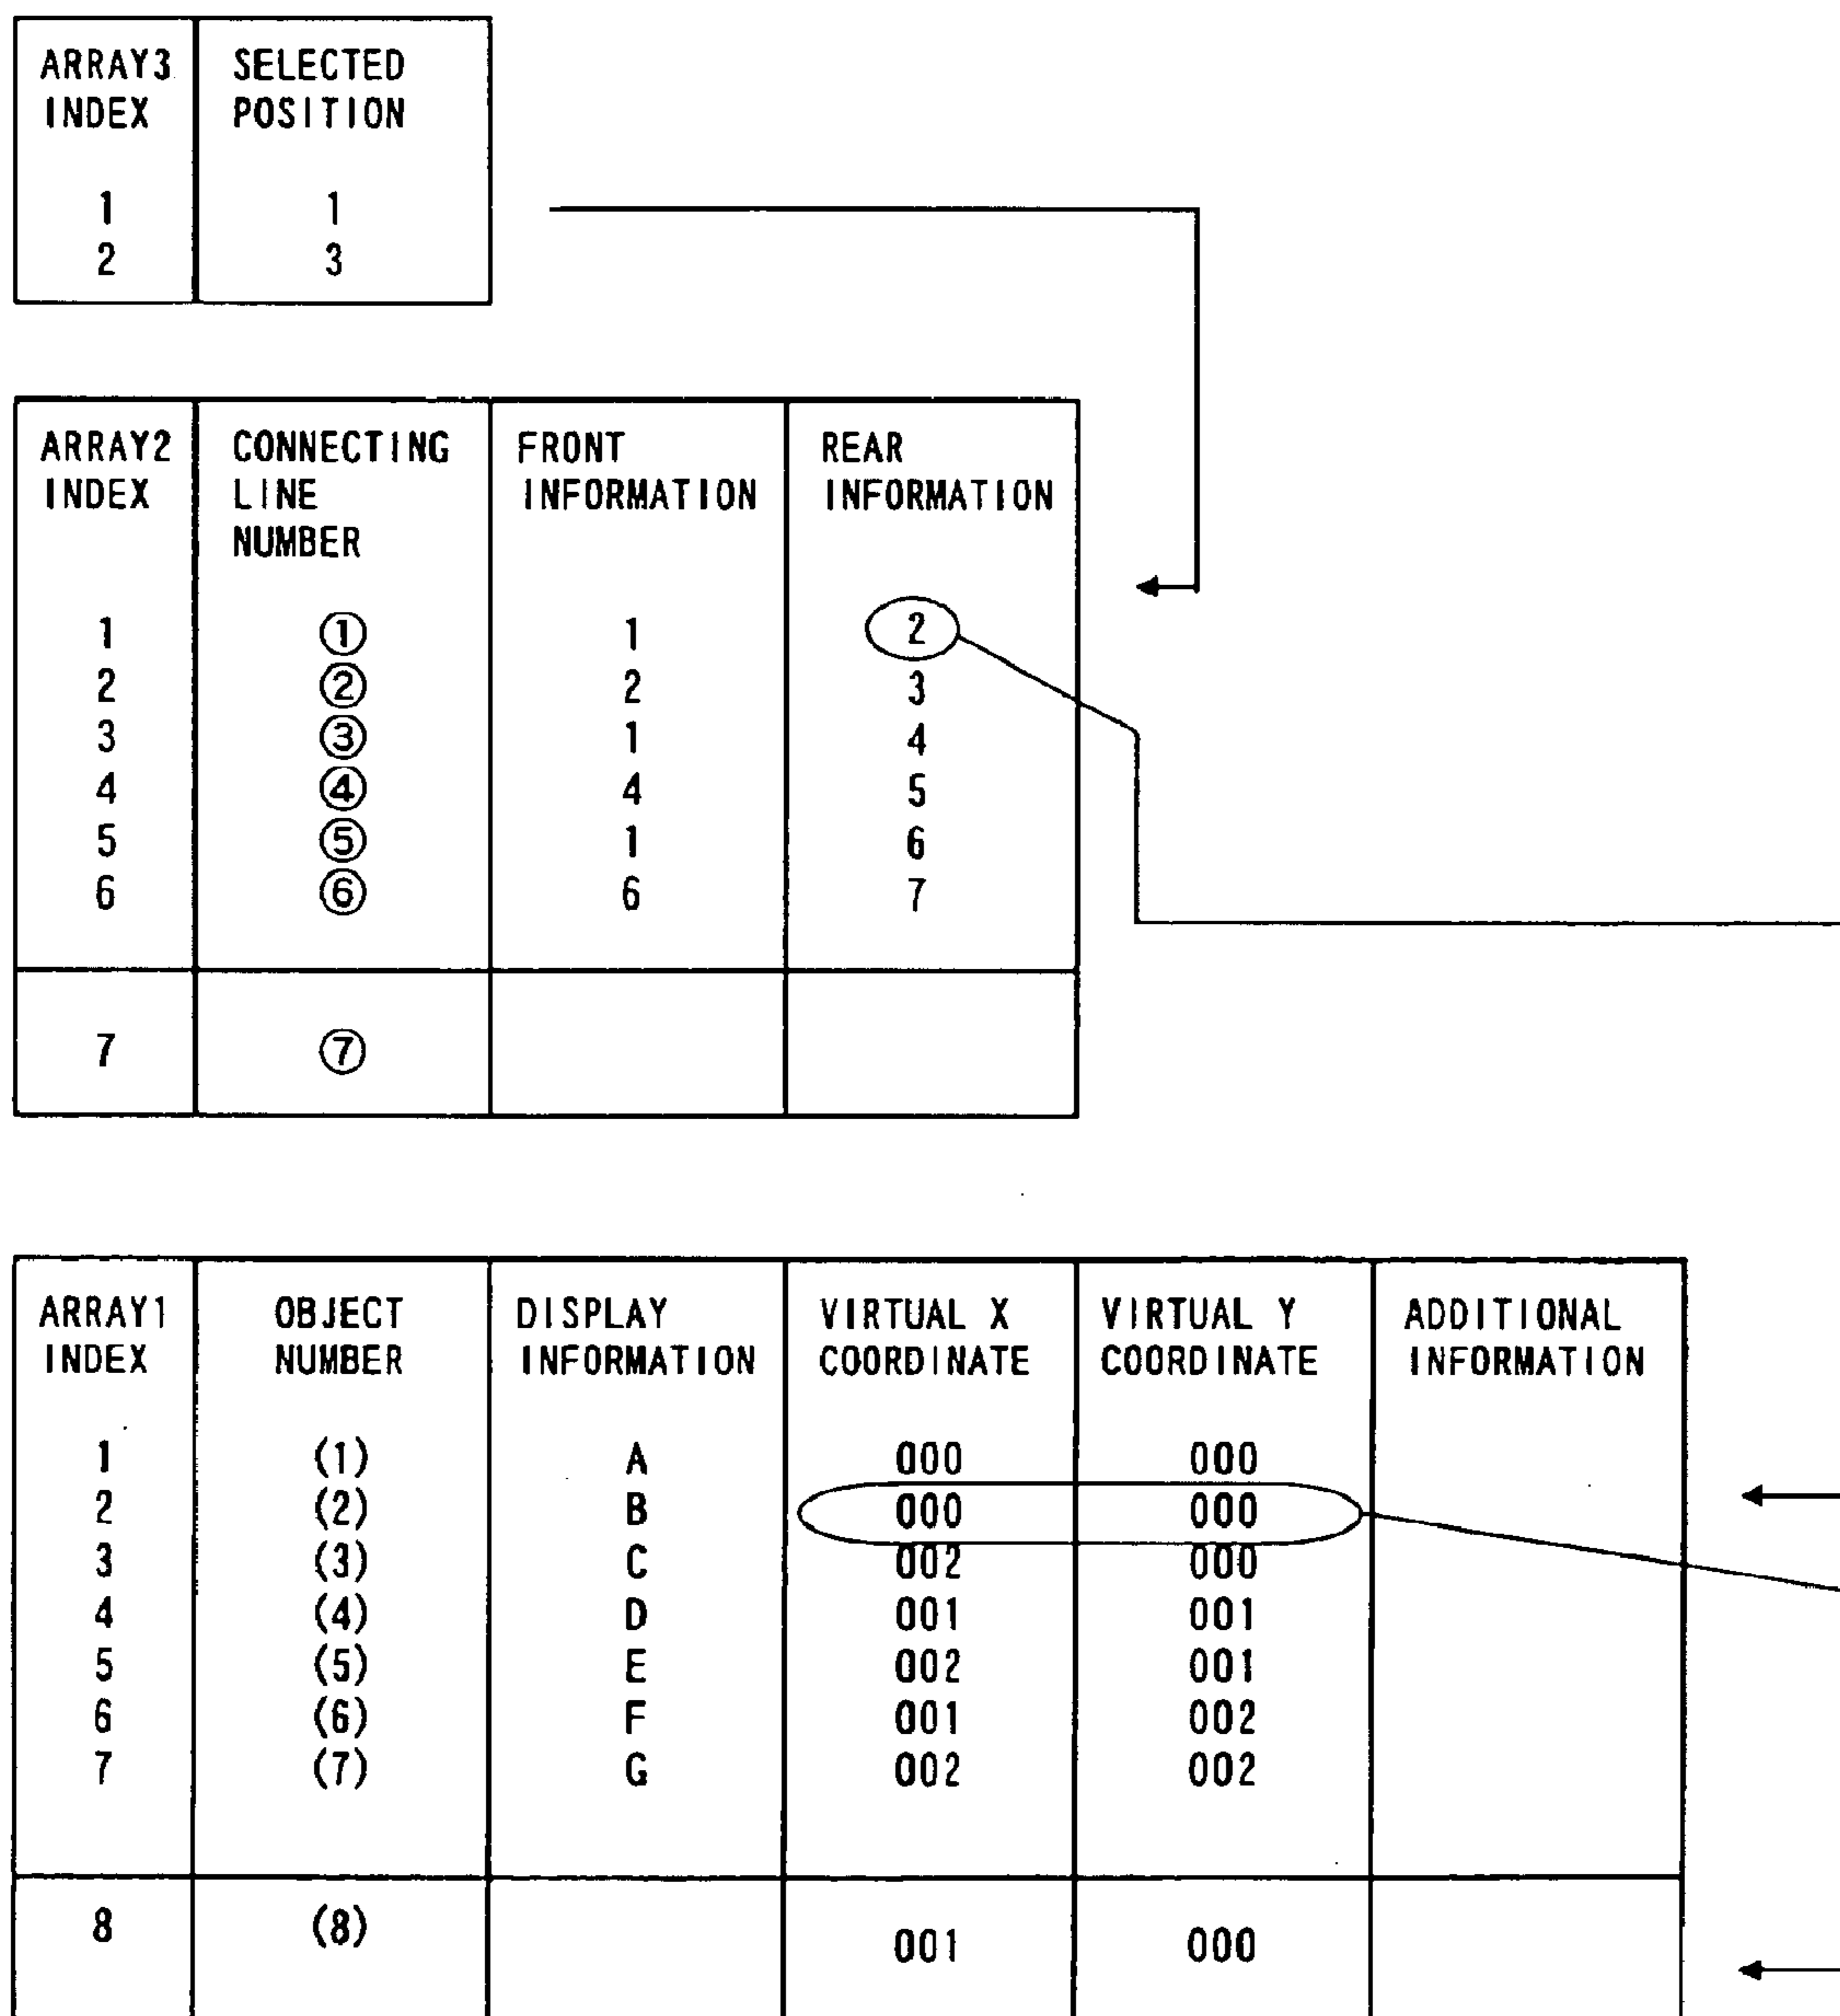 ARRAY3 SELECTED
INDEX POSITION
1 1
2 3
ARRAY2 CONNECTING FRONT REAR
INDEX LINE INFORMATION INFORMATION
NUMBER
1 ① 1 2
2 ② 2 3
3 ③ 1 4
4 ④ 4 5
5 ⑤ 1 6
6 ⑥ 6 7
7 ⑦
ARRAY1 OBJECT DISPLAY VIRTUAL X VIRTUAL Y ADDITIONAL
INDEX NUMBER INFORMATION COORDINATE COORDINATE INFORMATION
1 (1) A 000 000
2 (2) B 000 000
3 (3) C 002 000
4 (4) D 001 001
5 (5) E 002 001
6 (6) F 001 002
7 (7) G 002 002
8 (8) 001 000